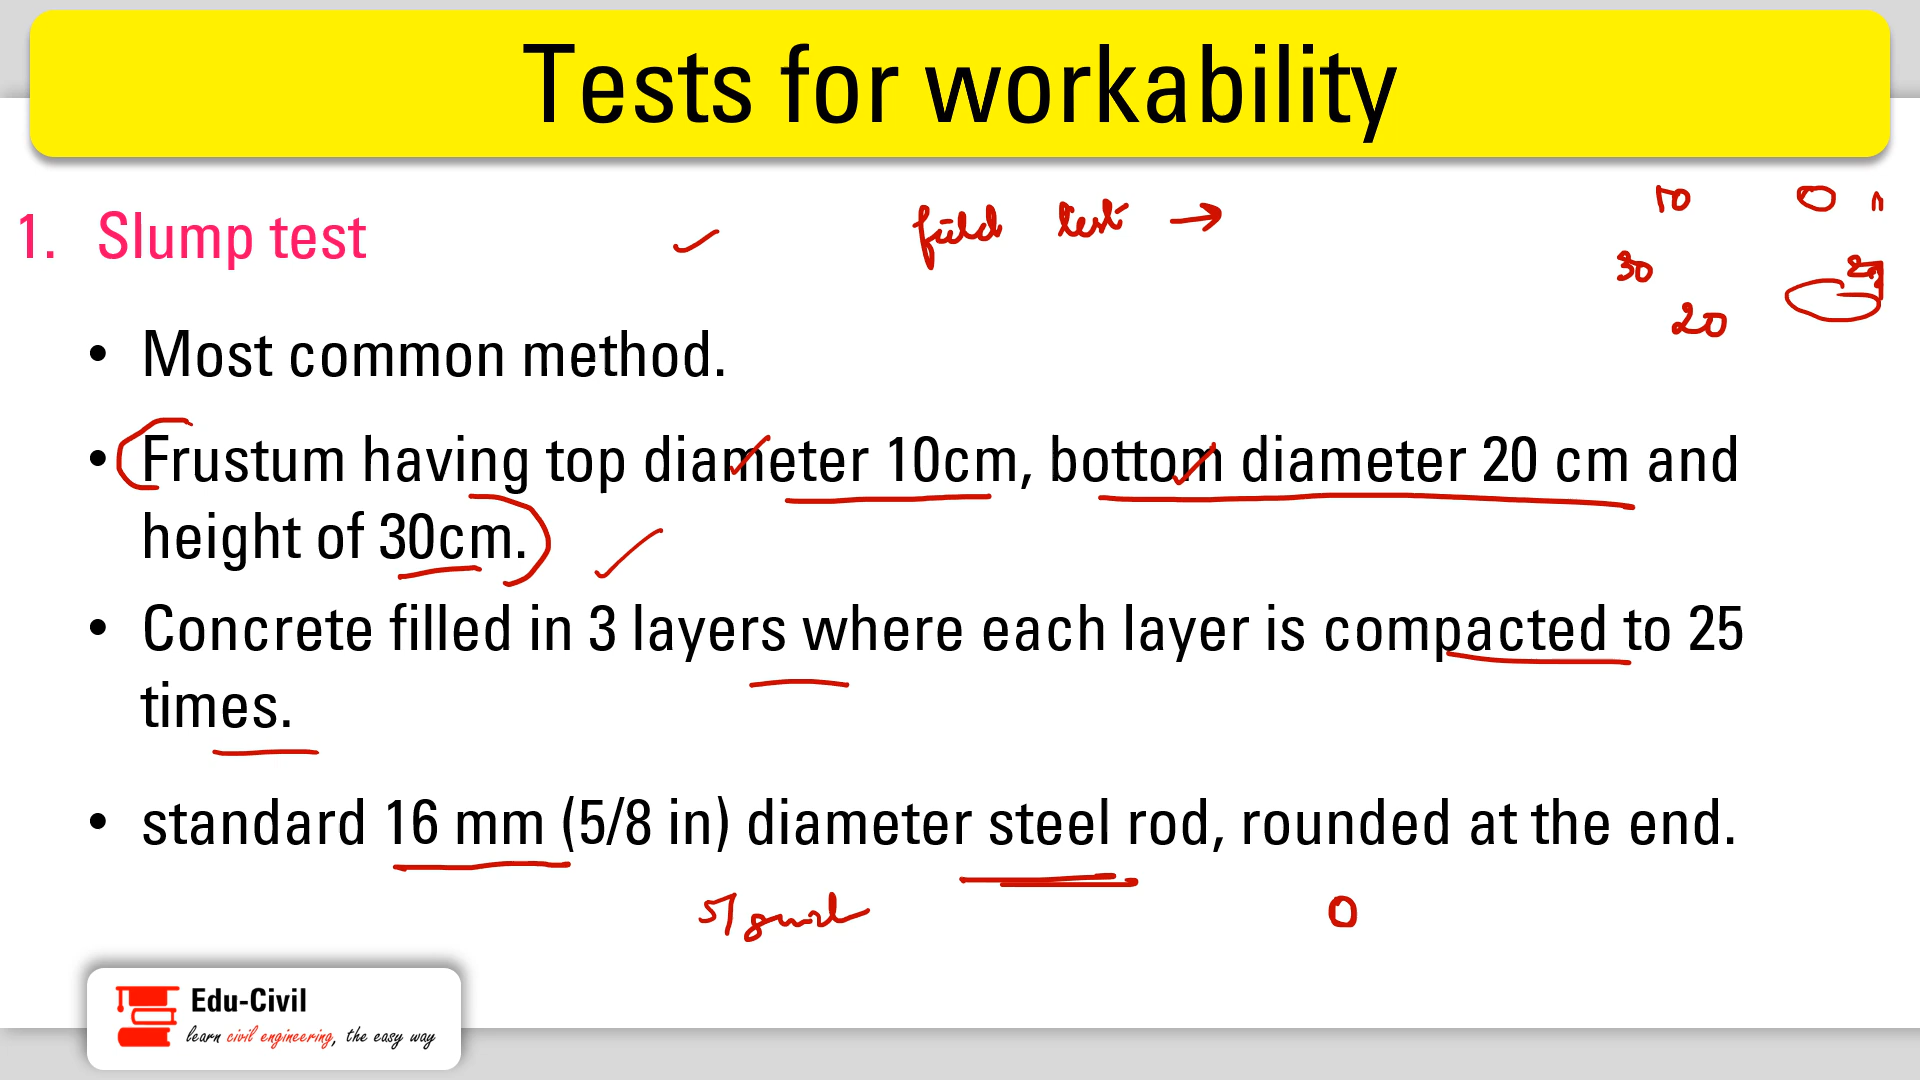 Tests for workability
1. Slump test
field test →
10
30
20
• Most common method.
• Frustum having top diameter 10cm, bottom diameter 20 cm and
height of 30cm.
• Concrete filled in 3 layers where each layer is compacted to 25
times.
• standard 16 mm (5/8 in) diameter steel rod, rounded at the end.
Edu-Civil
learn civil engineering, the easy way